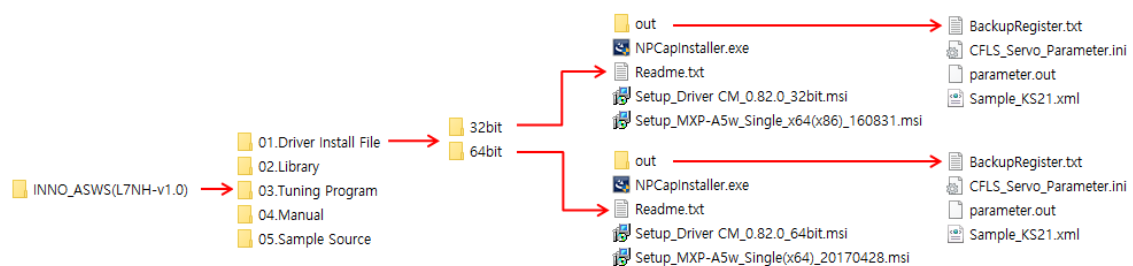 INNO_ASWS(L7NH-v1.0)
01.Driver Install File
02.Library
03.Tuning Program
04.Manual
05.Sample Source
32bit
64bit
out
NPCapInstaller.exe
Readme.txt
Setup_Driver CM_0.82.0_32bit.msi
Setup_MXP-A5w_Single_x64(x86)_160831.msi
BackupRegister.txt
CFLS_Servo_Parameter.ini
parameter.out
Sample_KS21.xml
out
NPCapInstaller.exe
Readme.txt
Setup_Driver CM_0.82.0_64bit.msi
Setup_MXP-A5w_Single(x64)_20170428.msi
BackupRegister.txt
CFLS_Servo_Parameter.ini
parameter.out
Sample_KS21.xml